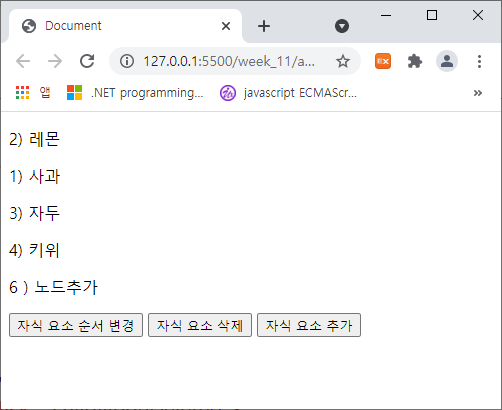 Document
127.0.0.1:5500/week_11/a...
앱
.NET programming...
javascript ECMAScr...
2) 레몬
1) 사과
3) 자두
4) 키위
6 ) 노드추가
자식 요소 순서 변경 자식 요소 삭제 자식 요소 추가